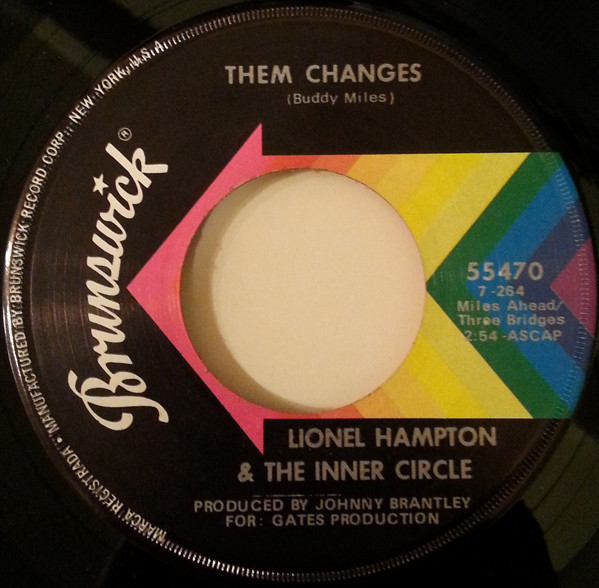 THEM CHANGES
(Buddy Miles)
Brunswick®
55470
7-264
Miles Ahead/
Three Bridges
2:54-ASCAP
LIONEL HAMPTON
& THE INNER CIRCLE
PRODUCED BY JOHNNY BRANTLEY
FOR: GATES PRODUCTION
MARCA REGISTRADA • MANUFACTURED BY BRUNSWICK RECORD CORP., NEW YORK, U.S.A.